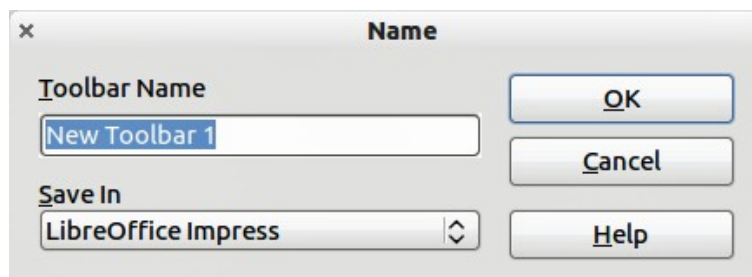 Name
Toolbar Name
New Toolbar 1
Save In
LibreOffice Impress
OK
Cancel
Help